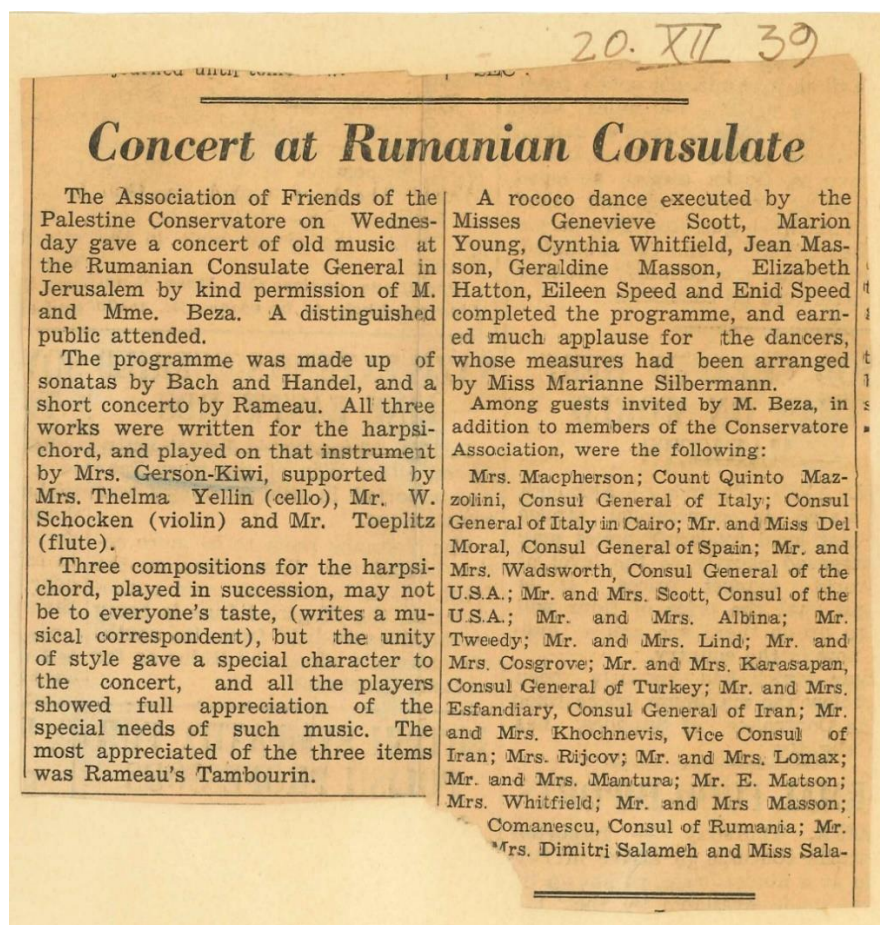 20. XII 39
Concert at Rumanian Consulate
The Association of Friends of the
Palestine Conservatore on Wednes-
day gave a concert of old music at
the Rumanian Consulate General in
Jerusalem by kind permission of M.
and Mme. Beza. A distinguished
public attended.
The programme was made up of
sonatas by Bach and Handel, and a
short concerto by Rameau. All three
works were written for the harpsi-
chord, and played on that instrument
by Mrs. Gerson-Kiwi, supported by
Mrs. Thelma Yellin (cello), Mr. W.
Schocken (violin) and Mr. Toeplitz
(flute).
Three compositions for the harpsi-
chord, played in succession, may not
be to everyone's taste, (writes a mu-
sical correspondent), but the unity
of style gave a special character to
the concert, and all the players
showed full appreciation of the
special needs of such music. The
most appreciated of the three items
was Rameau's Tambourin.
A rococo dance executed by the
Misses Genevieve Scott, Marion
Young, Cynthia Whitfield, Jean Mas-
son, Geraldine Masson, Elizabeth
Hatton, Eileen Speed and Enid Speed
completed the programme, and earn-
ed much applause for the dancers,
whose measures had been arranged
by Miss Marianne Silbermann.
Among guests invited by M. Beza, in
addition to members of the Conservatore
Association, were the following:
Mrs. Macpherson; Count Quinto Maz-
zolini, Consul General of Italy; Consul
General of Italy in Cairo; Mr. and Miss Del
Moral, Consul General of Spain; Mr. and
Mrs. Wadsworth, Consul General of the
U.S.A.; Mr. and Mrs. Scott, Consul of the
U.S.A.; Mr. and Mrs. Albina; Mr.
Tweedy; Mr. and Mrs. Lind; Mr. and
Mrs. Cosgrove; Mr. and Mrs. Karasapan,
Consul General of Turkey; Mr. and Mrs.
Esfandiary, Consul General of Iran; Mr.
and Mrs. Khochnevis, Vice Consul of
Iran; Mrs. Rijcov; Mr. and Mrs. Lomax;
Mr. and Mrs. Mantura; Mr. E. Matson;
Mrs. Whitfield; Mr. and Mrs Masson;
Comanescu, Consul of Rumania; Mr.
Mrs. Dimitri Salameh and Miss Sala-